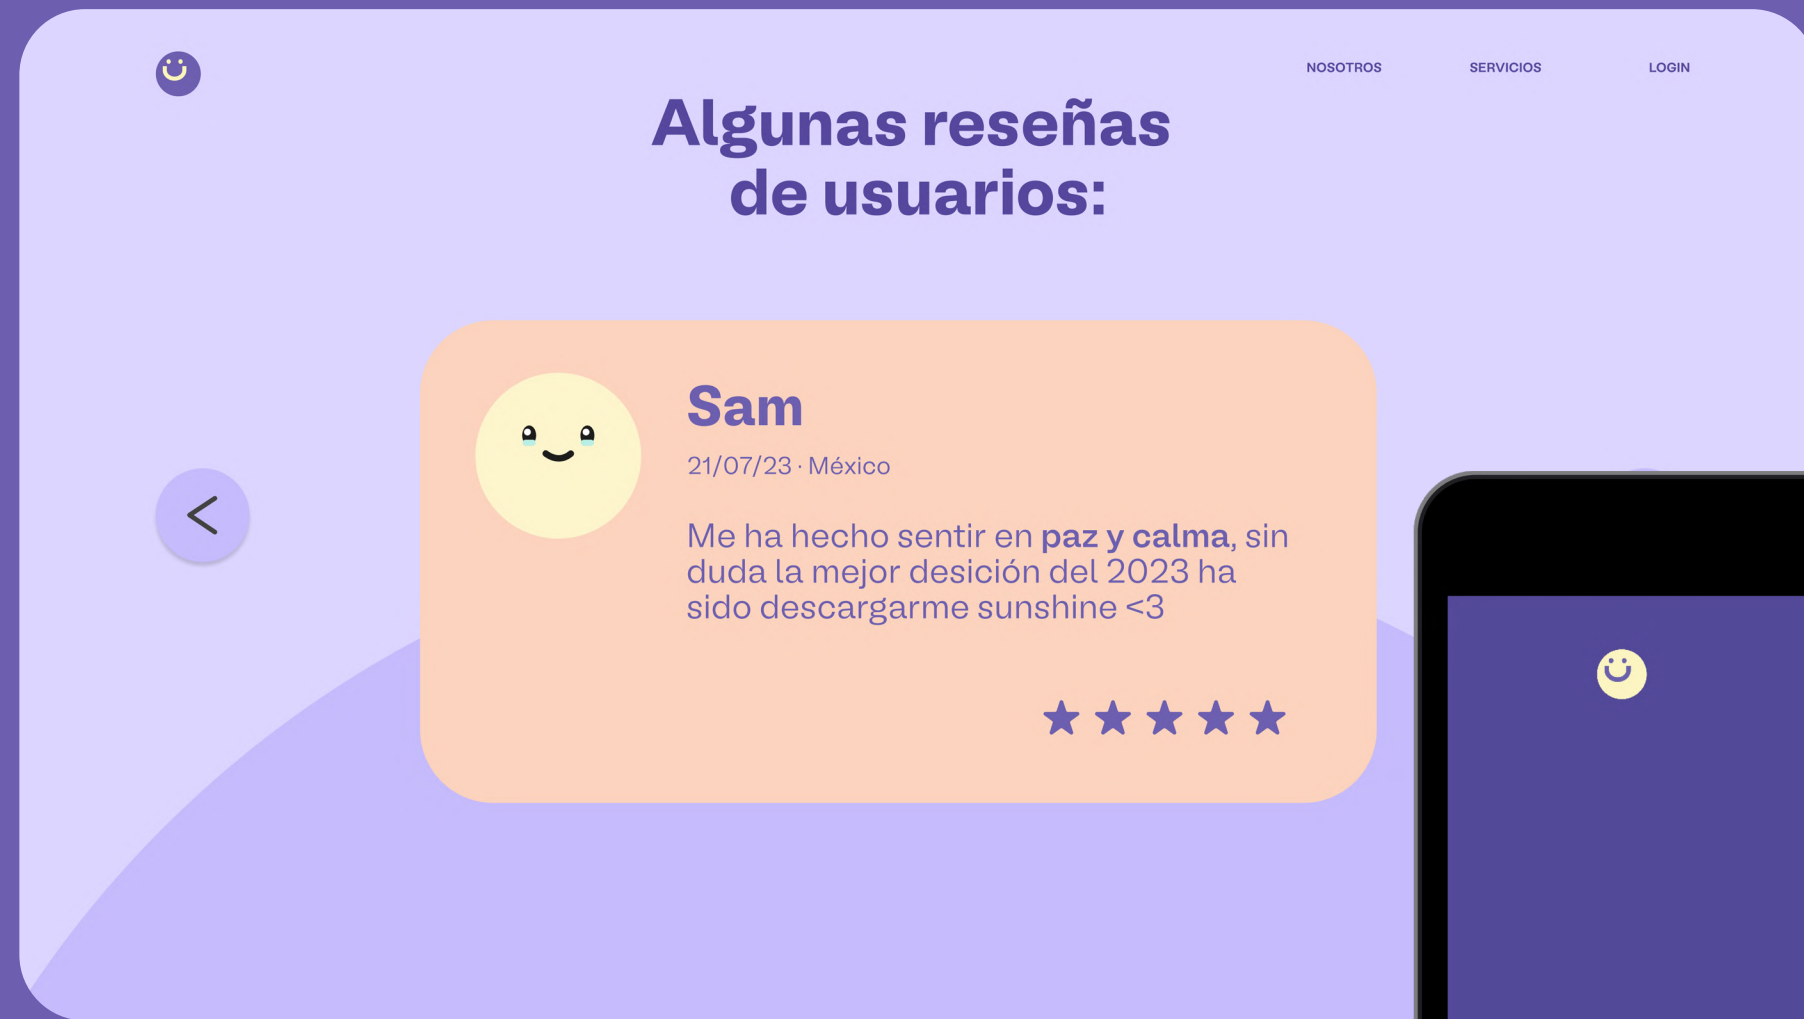 NOSOTROS SERVICIOS LOGIN
Algunas reseñas
de usuarios:
Sam
21/07/23 · México
Me ha hecho sentir en paz y calma, sin
duda la mejor desición del 2023 ha
sido descargarme sunshine <3